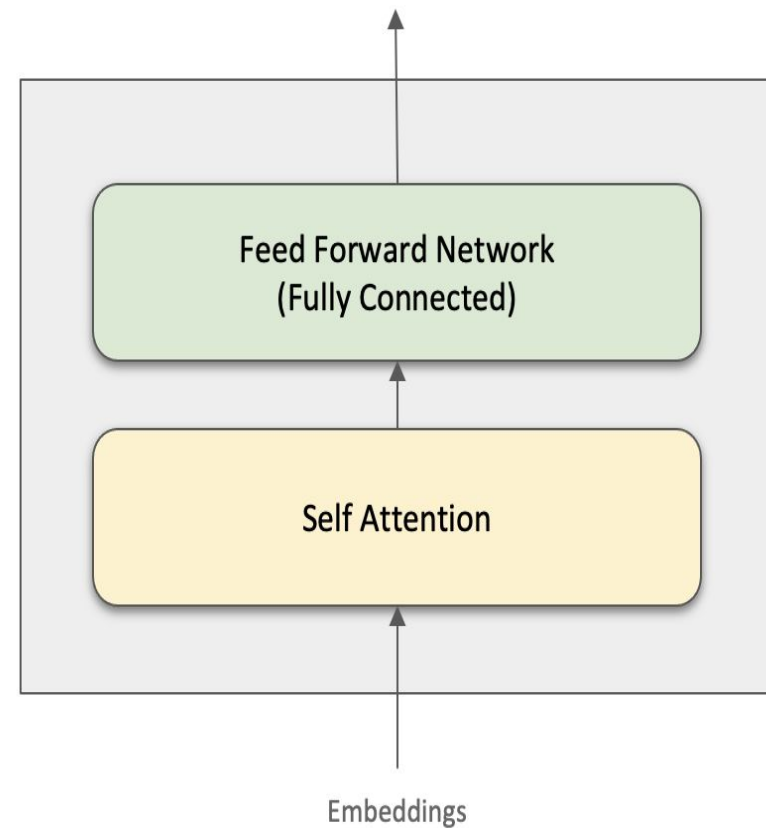 Feed Forward Network
(Fully Connected)
Self Attention
Embeddings